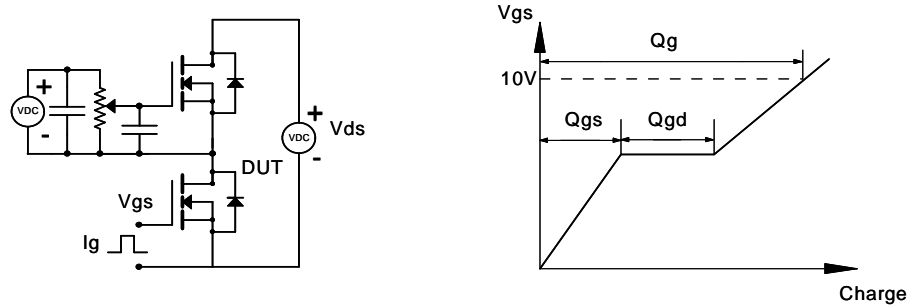 VDC
+
-
Vgs
Ig
DUT
+
VDC
-
Vds
Vgs
Qg
10V
Qgs
Qgd
Charge